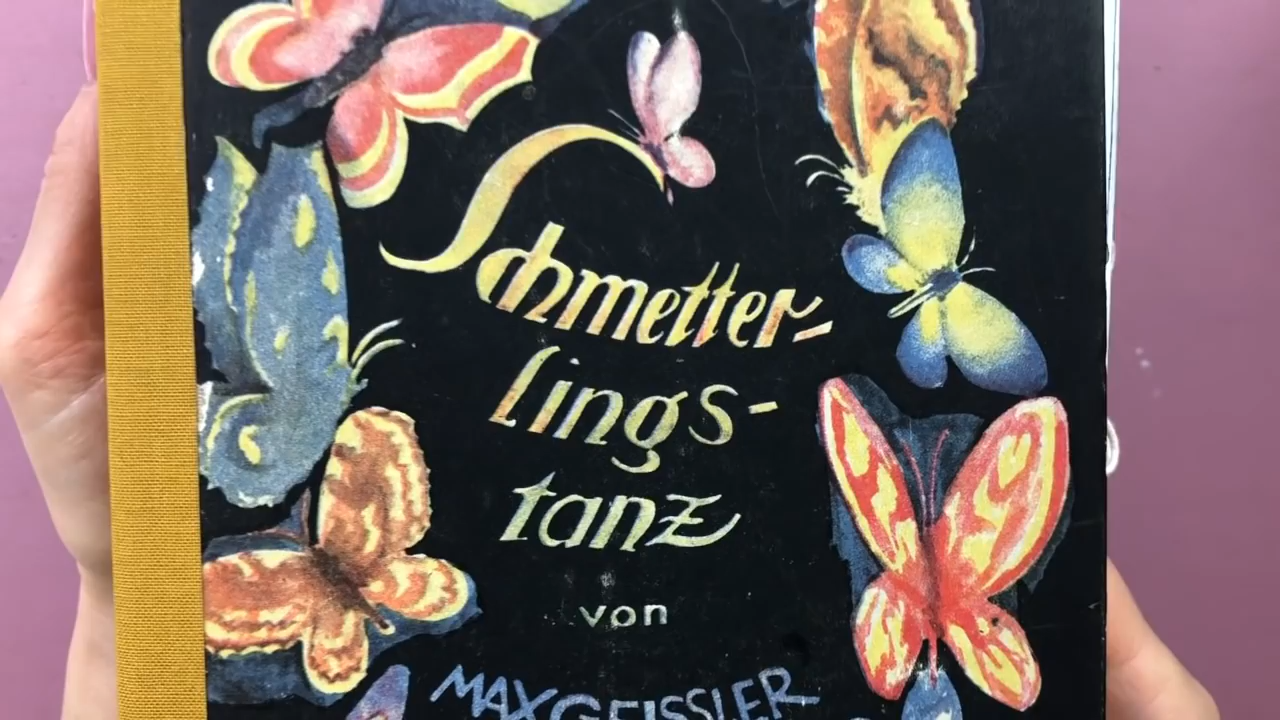 Schmetter-
lings-
tanz
von
MAX GEISSLER